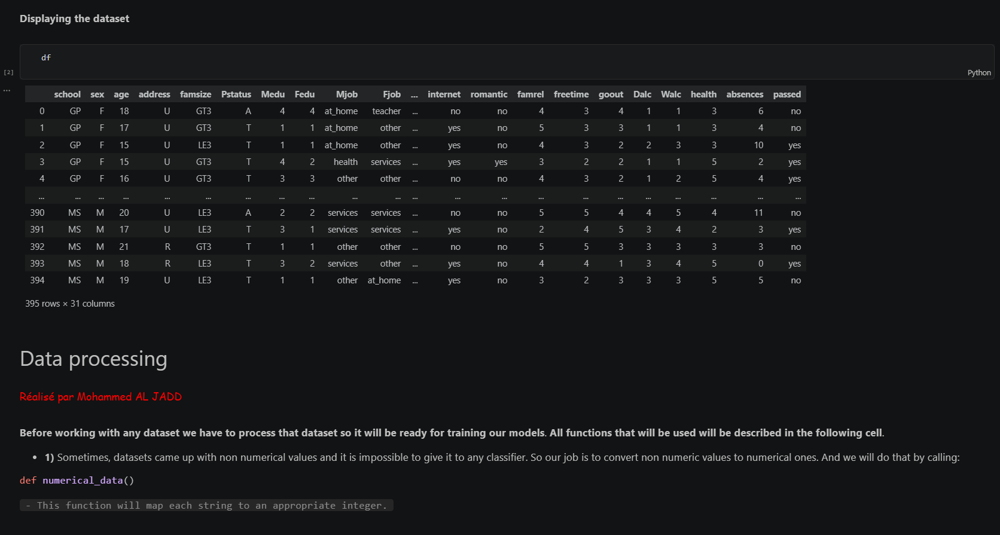 Displaying the dataset
df
[2]
Python
...
school sex age address famsize Pstatus Medu Fedu Mjob Fjob ... internet romantic famrel freetime goout Dalc Walc health absences passed
0 GP F 18 U GT3 A 4 4 at_home teacher ... no no 4 3 4 1 1 3 6 no
1 GP F 17 U GT3 T 1 1 at_home other ... yes no 5 3 3 1 1 3 4 no
2 GP F 15 U LE3 T 1 1 at_home other ... yes no 4 3 2 2 3 3 10 yes
3 GP F 15 U GT3 T 4 2 health services ... yes yes 3 2 2 1 1 5 2 yes
4 GP F 16 U GT3 T 3 3 other other ... no no 4 3 2 1 2 5 4 yes
... ... ... ... ... ... ... ... ... ... ... ... ... ... ... ... ... ... ... ... ... ...
390 MS M 20 U LE3 A 2 2 services services ... no no 5 5 4 4 5 4 11 no
391 MS M 17 U LE3 T 3 1 services services ... yes no 2 4 5 3 4 2 3 yes
392 MS M 21 R GT3 T 1 1 other other ... no no 5 5 3 3 3 3 3 no
393 MS M 18 R LE3 T 3 2 services other ... yes no 4 4 1 3 4 5 0 yes
394 MS M 19 U LE3 T 1 1 other at_home ... yes no 3 2 3 3 3 5 5 no
395 rows × 31 columns
Data processing
Réalisé par Mohammed AL JADD
Before working with any dataset we have to process that dataset so it will be ready for training our models. All functions that will be used will be described in the following cell.
• 1) Sometimes, datasets came up with non numerical values and it is impossible to give it to any classifier. So our job is to convert non numeric values to numerical ones. And we will do that by calling:
def numerical_data()
- This function will map each string to an appropriate integer.